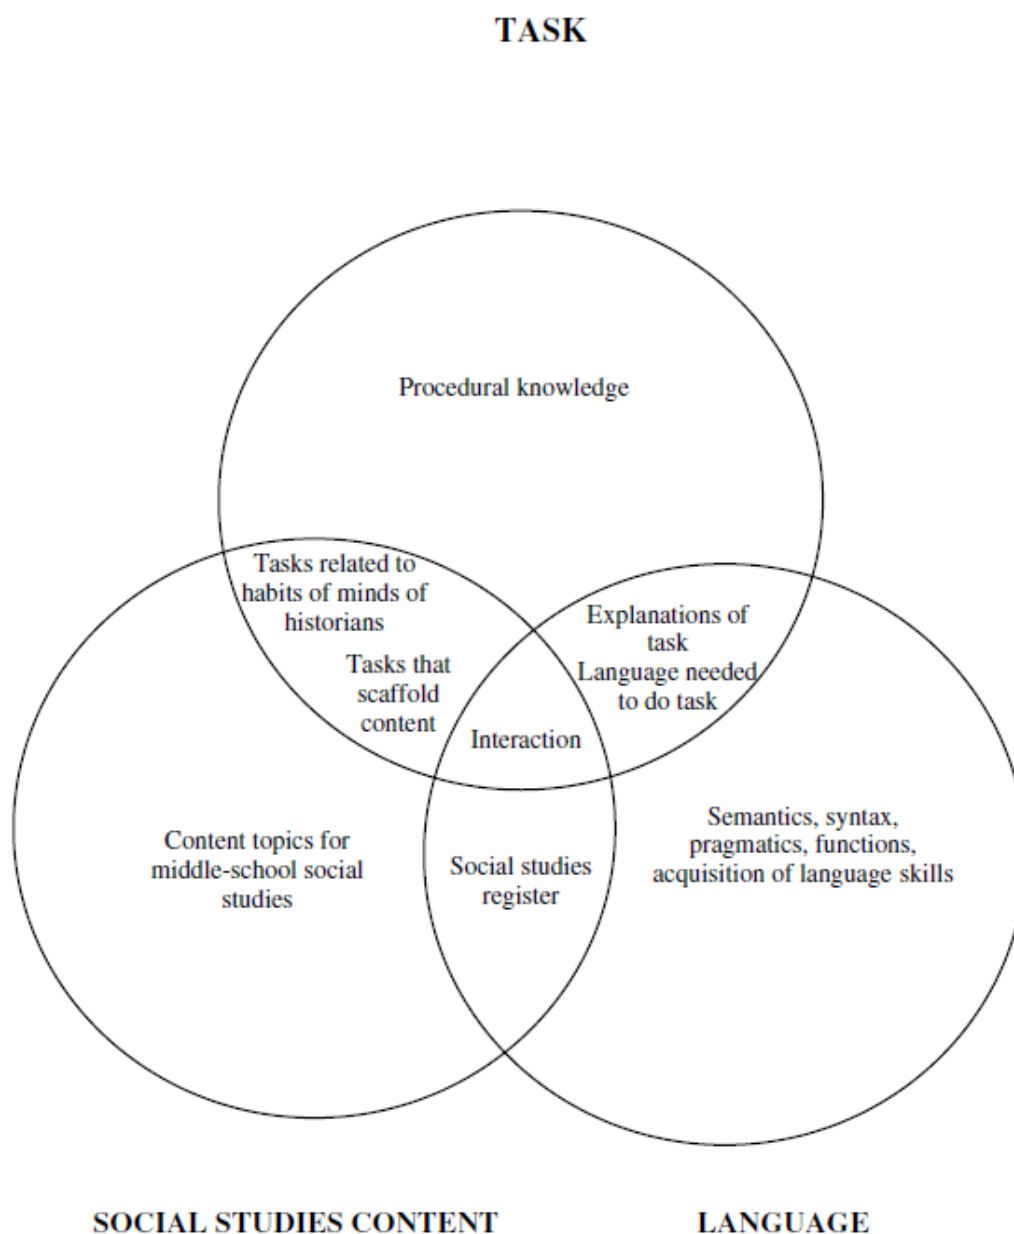 TASK
Procedural knowledge
Tasks related to
habits of minds of
historians
Tasks that
scaffold
content
Explanations of
task
Language needed
to do task
Interaction
Content topics for
middle-school social
studies
Social studies
register
Semantics, syntax,
pragmatics, functions,
acquisition of language skills
SOCIAL STUDIES CONTENT
LANGUAGE